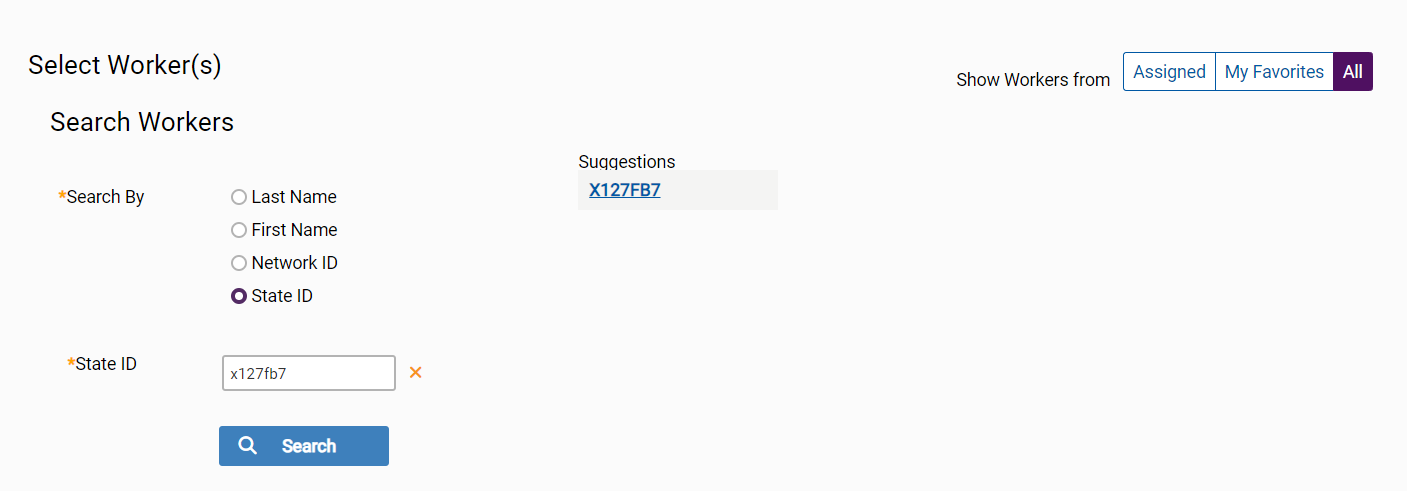 Select Worker(s)
Show Workers from Assigned My Favorites All
Search Workers
Suggestions
X127FB7
*Search By
Last Name
First Name
Network ID
State ID
*State ID
x127fb7
Search